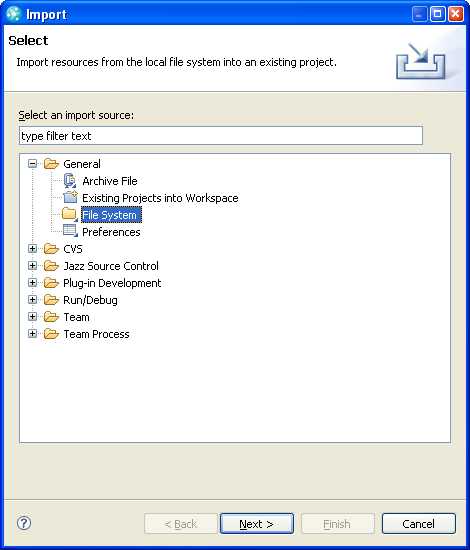 Import
Select
Import resources from the local file system into an existing project.
Select an import source:
type filter text
General
Archive File
Existing Projects into Workspace
File System
Preferences
CVS
Jazz Source Control
Plug-in Development
Run/Debug
Team
Team Process
?
< Back
Next >
Finish
Cancel